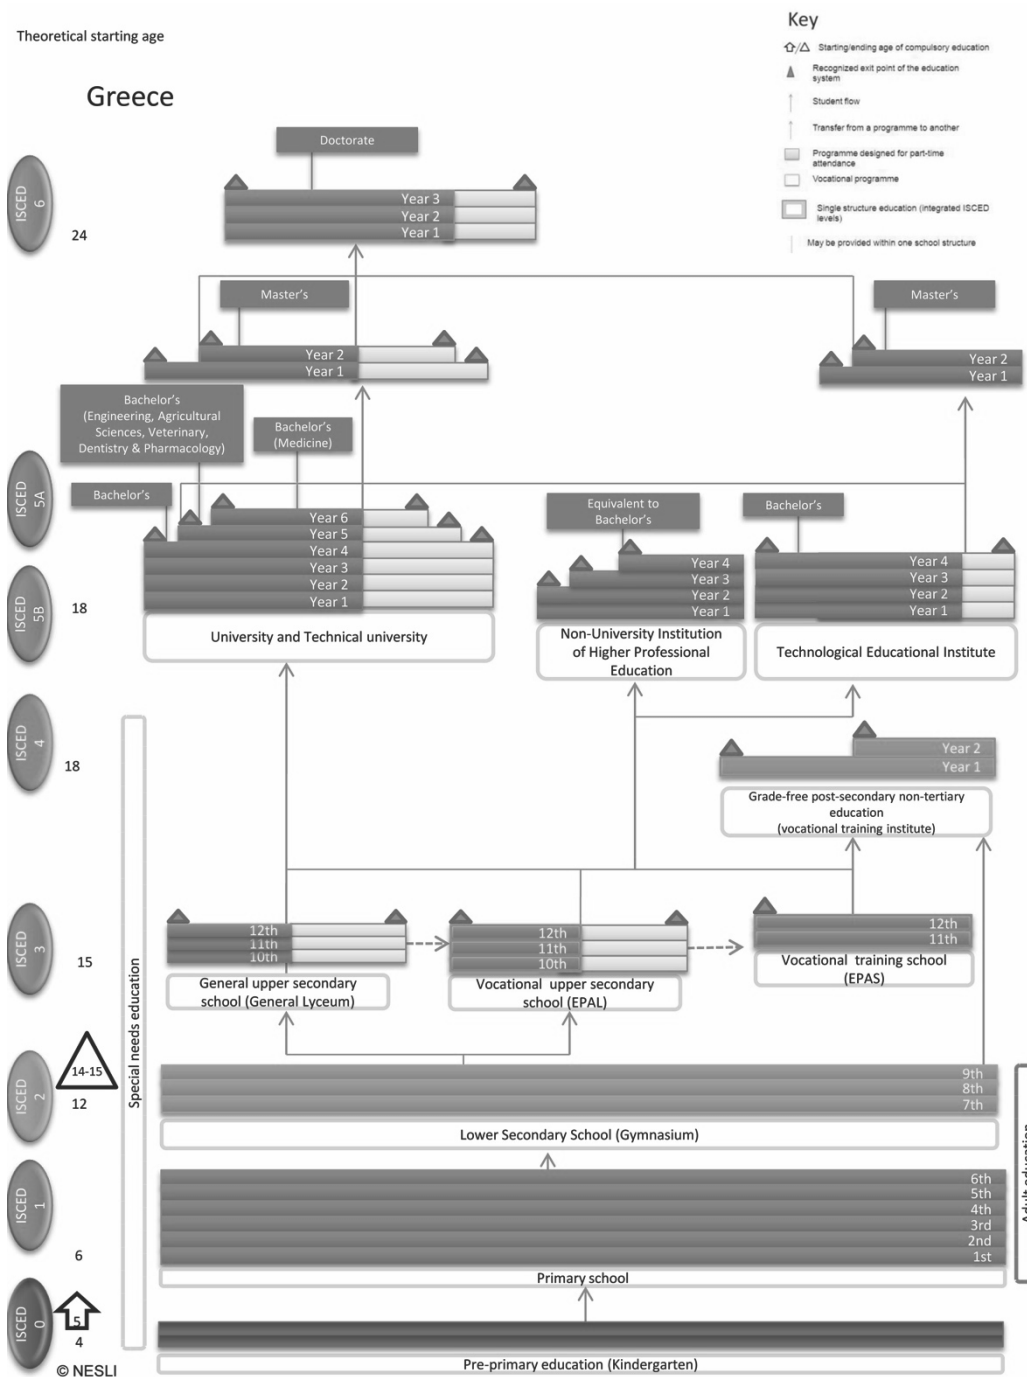 Theoretical starting age
Greece
Key
Starting/ending age of compulsory education
Recognized exit point of the education
system
Student flow
Transfer from a programme to another
Programme designed for part-time
attendance
Vocational programme
Single structure education (integrated ISCED
levels)
May be provided within one school structure
ISCED
6
24
Doctorate
Year 3
Year 2
Year 1
Master's
Year 2
Year 1
Master's
Year 2
Year 1
Bachelor's
(Engineering, Agricultural
Sciences, Veterinary,
Dentistry & Pharmacology)
Bachelor's
(Medicine)
ISCED
5A
Bachelor's
Equivalent to
Bachelor's
Bachelor's
Year 6
Year 5
Year 4
Year 3
Year 2
Year 1
Year 4
Year 3
Year 2
Year 1
Year 4
Year 3
Year 2
Year 1
ISCED
5B
18
University and Technical university
Non-University Institution
of Higher Professional
Education
Technological Educational Institute
ISCED
4
18
Year 2
Year 1
Grade-free post-secondary non-tertiary
education
(vocational training institute)
ISCED
3
15
12th
11th
10th
General upper secondary
school (General Lyceum)
12th
11th
10th
Vocational upper secondary
school (EPAL)
12th
11th
Vocational training school
(EPAS)
Special needs education
ISCED
2
14-15
12
9th
8th
7th
Lower Secondary School (Gymnasium)
Adult education
ISCED
1
6
6th
5th
4th
3rd
2nd
1st
Primary school
ISCED
0
5
4
Pre-primary education (Kindergarten)
© NESLI